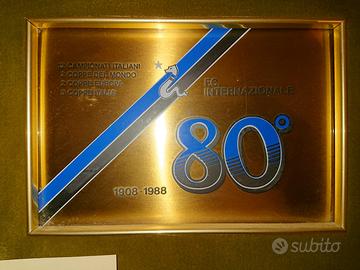 12 CAMPIONATI ITALIANI
2 COPPE DEL MONDO
2 COPPE EUROPA
3 COPPE ITALIA
F.C.
INTERNAZIONALE
80°
1908-1988
subito